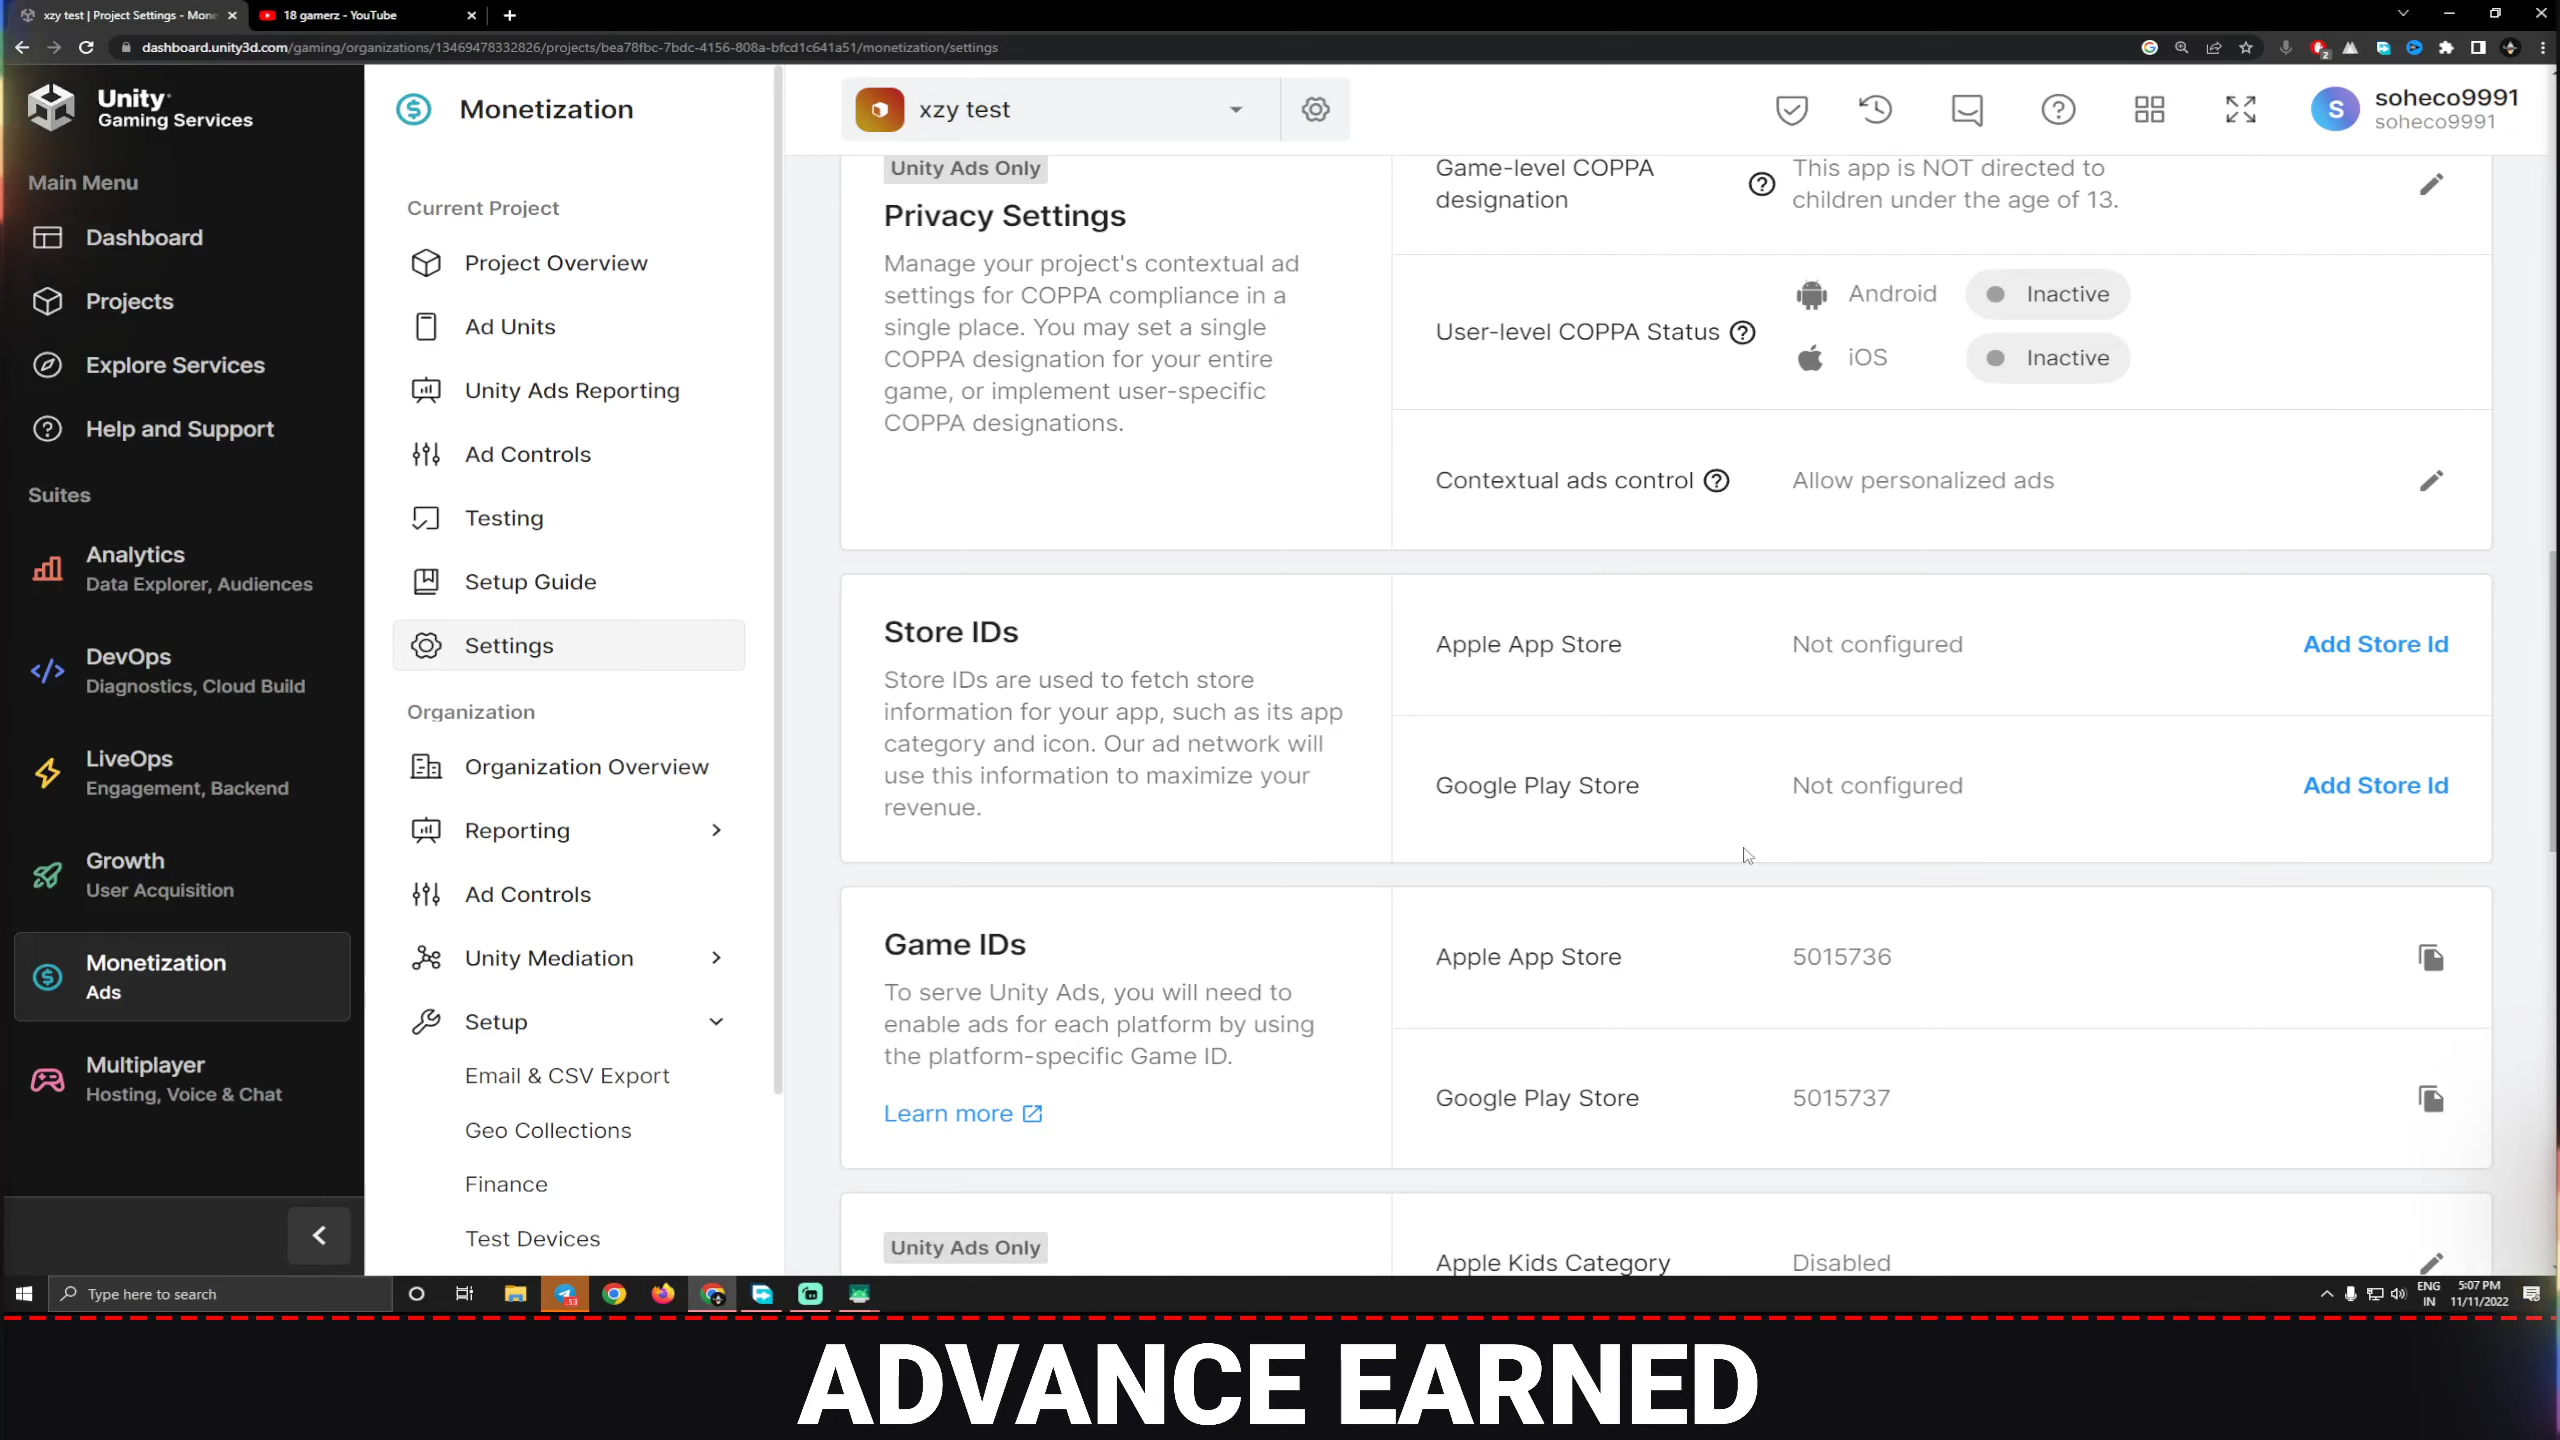 xzy test | Project Settings - Mone
18 gamerz - YouTube
dashboard.unity3d.com/gaming/organizations/13469478332826/projects/bea78fbc-7bdc-4156-808a-bfcd1c641a51/monetization/settings
Unity
Gaming Services
Main Menu
Dashboard
Projects
Explore Services
Help and Support
Suites
Analytics
Data Explorer, Audiences
DevOps
Diagnostics, Cloud Build
LiveOps
Engagement, Backend
Growth
User Acquisition
Monetization
Ads
Multiplayer
Hosting, Voice & Chat
Monetization
Current Project
Project Overview
Ad Units
Unity Ads Reporting
Ad Controls
Testing
Setup Guide
Settings
Organization
Organization Overview
Reporting
Ad Controls
Unity Mediation
Setup
Email & CSV Export
Geo Collections
Finance
Test Devices
xzy test
S
soheco9991
soheco9991
Unity Ads Only
Privacy Settings
Manage your project's contextual ad
settings for COPPA compliance in a
single place. You may set a single
COPPA designation for your entire
game, or implement user-specific
COPPA designations.
Game-level COPPA
designation
This app is NOT directed to
children under the age of 13.
User-level COPPA Status
Android
Inactive
iOS
Inactive
Contextual ads control
Allow personalized ads
Store IDs
Store IDs are used to fetch store
information for your app, such as its app
category and icon. Our ad network will
use this information to maximize your
revenue.
Apple App Store
Not configured
Add Store Id
Google Play Store
Not configured
Add Store Id
Game IDs
To serve Unity Ads, you will need to
enable ads for each platform by using
the platform-specific Game ID.
Learn more
Apple App Store
5015736
Google Play Store
5015737
Unity Ads Only
Apple Kids Category
Disabled
Type here to search
53
ENG
IN
5:07 PM
11/11/2022
ADVANCE EARNED